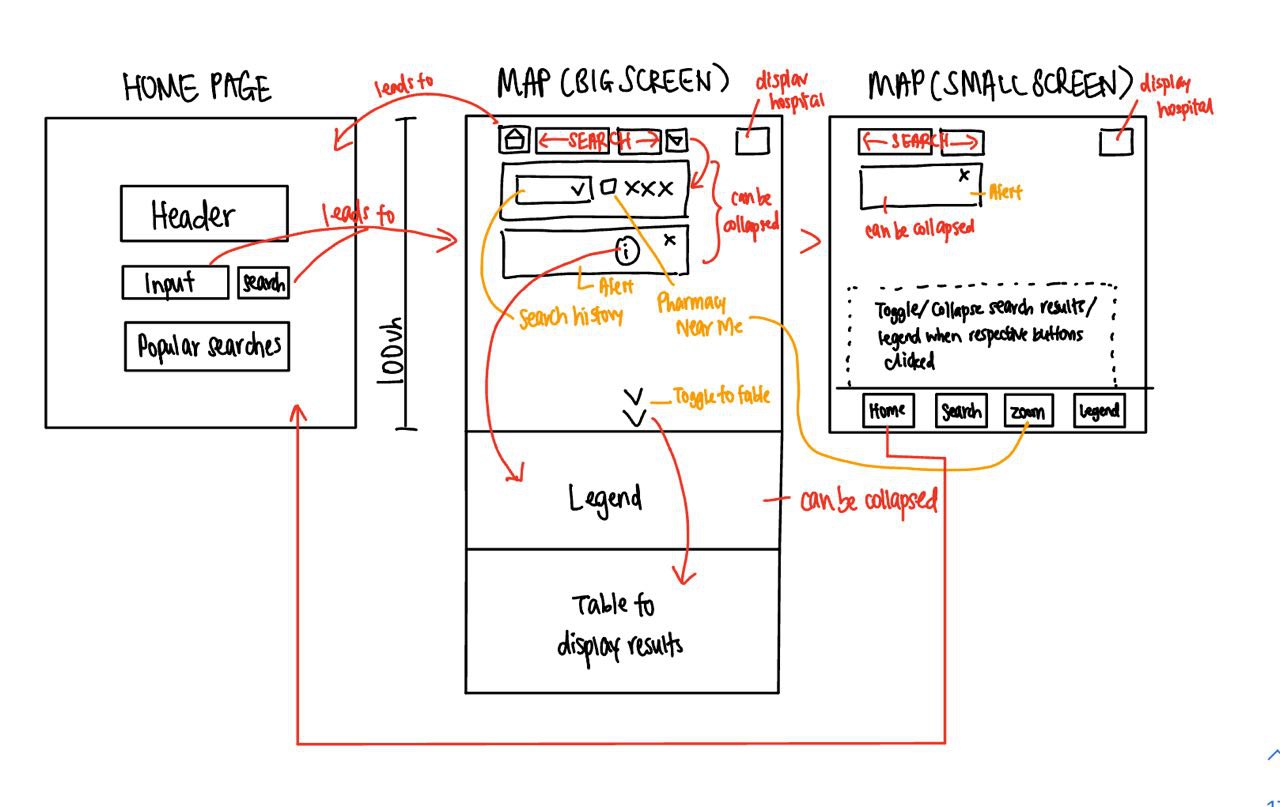 HOME PAGE
Header
Input
Search
Popular searches
leads to
leads to
100vh
MAP (BIG SCREEN)
display
hospital
SEARCH
XXX
can be
collapsed
i
x
Alert
Search history
Pharmacy
Near Me
Toggle to table
Legend
can be collapsed
Table to
display results
MAP (SMALL SCREEN)
display
hospital
SEARCH
x
Alert
can be collapsed
Toggle/Collapse search results/
legend when respective buttons
clicked
Home
Search
zoom
legend